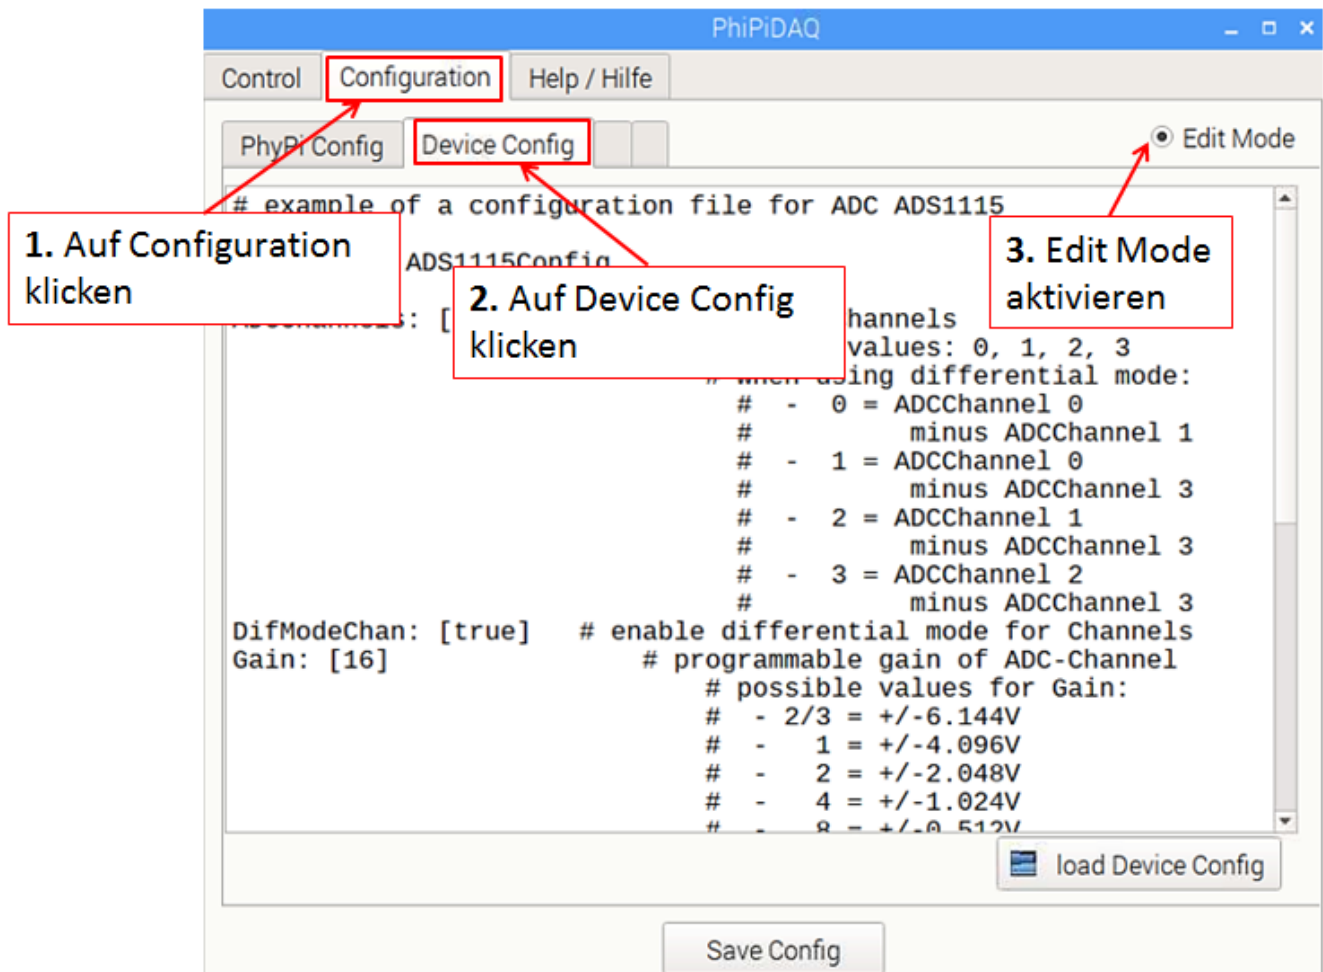 PhiPiDAQ
Control Configuration Help / Hilfe
PhyPi Config Device Config Edit Mode
# example of a configuration file for ADC ADS1115
1. Auf Configuration
klicken
ADS1115Config
2. Auf Device Config
klicken
3. Edit Mode
aktivieren
: [ hannels
values: 0, 1, 2, 3
# when using differential mode:
# - 0 = ADCChannel 0
# minus ADCChannel 1
# - 1 = ADCChannel 0
# minus ADCChannel 3
# - 2 = ADCChannel 1
# minus ADCChannel 3
# - 3 = ADCChannel 2
# minus ADCChannel 3
DifModeChan: [true] # enable differential mode for Channels
Gain: [16] # programmable gain of ADC-Channel
# possible values for Gain:
# - 2/3 = +/-6.144V
# - 1 = +/-4.096V
# - 2 = +/-2.048V
# - 4 = +/-1.024V
# - 8 = +/-0.512V
load Device Config
Save Config